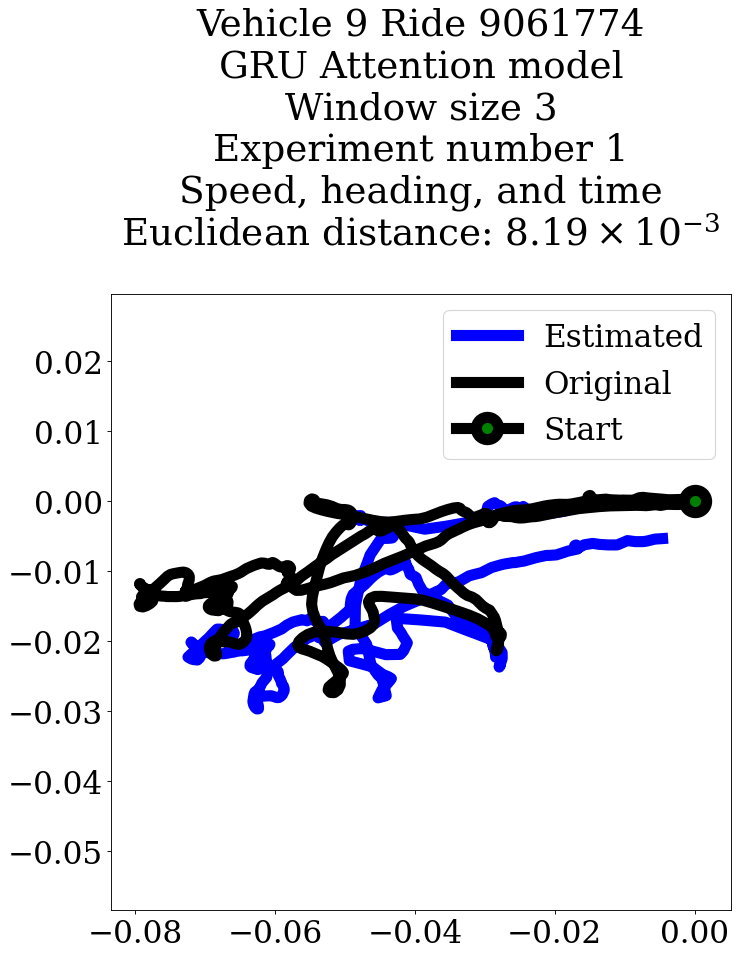 Vehicle 9 Ride 9061774
GRU Attention model
Window size 3
Experiment number 1
Speed, heading, and time
Euclidean distance: 8.19 × 10⁻³
Estimated
Original
Start
0.02
0.01
0.00
−0.01
−0.02
−0.03
−0.04
−0.05
−0.08 −0.06 −0.04 −0.02 0.00